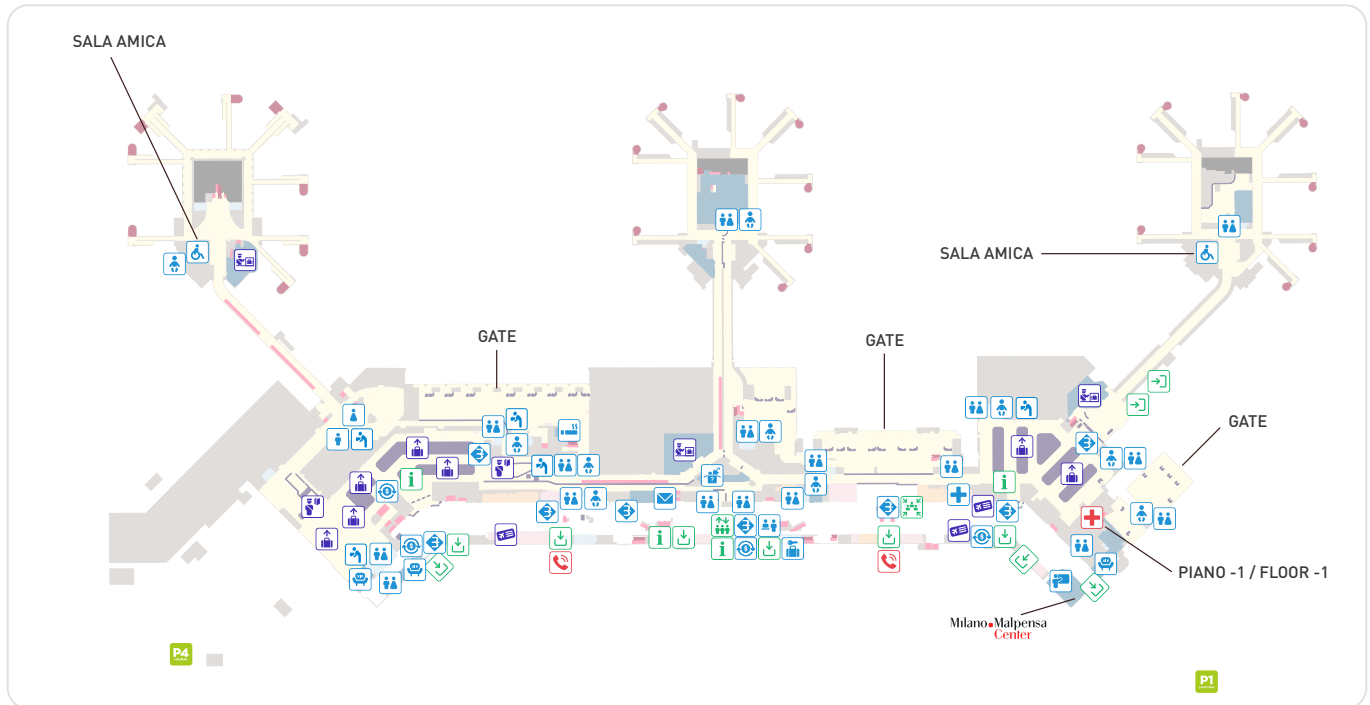 SALA AMICA
SALA AMICA
GATE
GATE
GATE
PIANO -1 / FLOOR -1
Milano Malpensa
Center
P4
P1